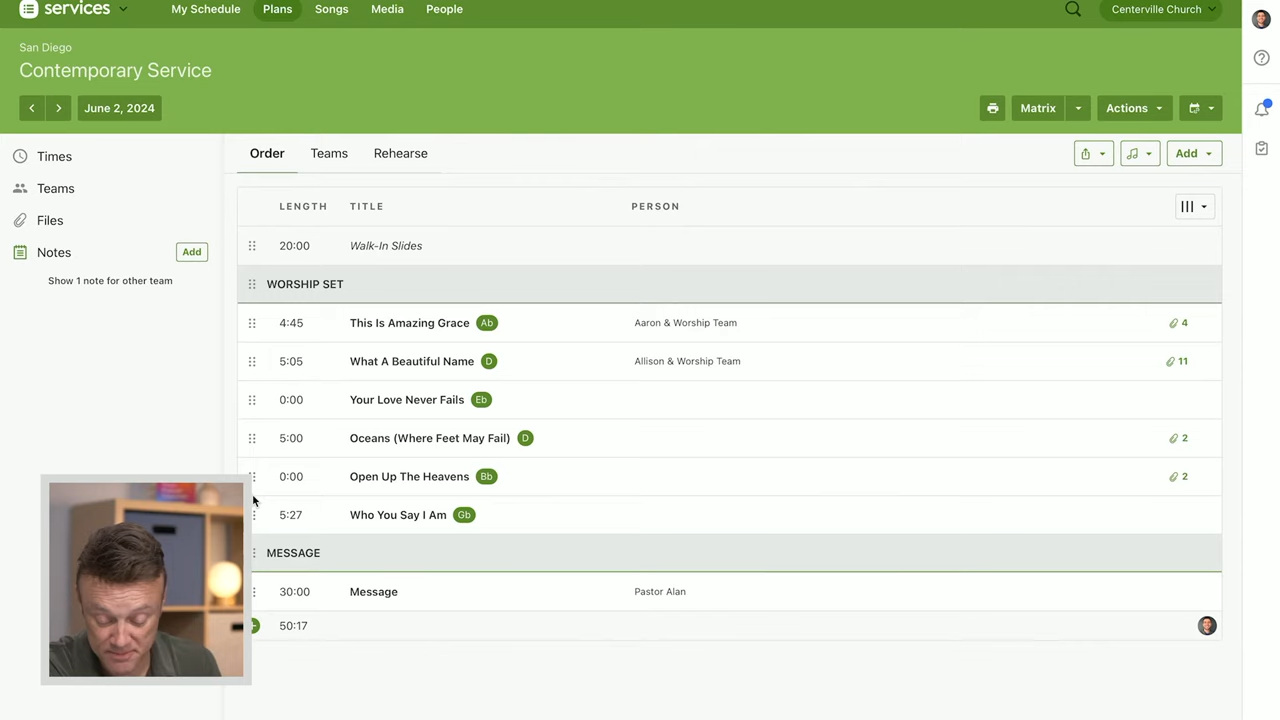 services My Schedule Plans Songs Media People Centerville Church
San Diego
Contemporary Service
June 2, 2024 Matrix Actions
Times
Teams
Files
Notes Add
Show 1 note for other team
Order Teams Rehearse Add
LENGTH TITLE PERSON
20:00 Walk-In Slides
WORSHIP SET
4:45 This Is Amazing Grace Ab Aaron & Worship Team 4
5:05 What A Beautiful Name D Allison & Worship Team 11
0:00 Your Love Never Fails Eb
5:00 Oceans (Where Feet May Fail) D 2
0:00 Open Up The Heavens Bb 2
5:27 Who You Say I Am Gb
MESSAGE
30:00 Message Pastor Alan
50:17